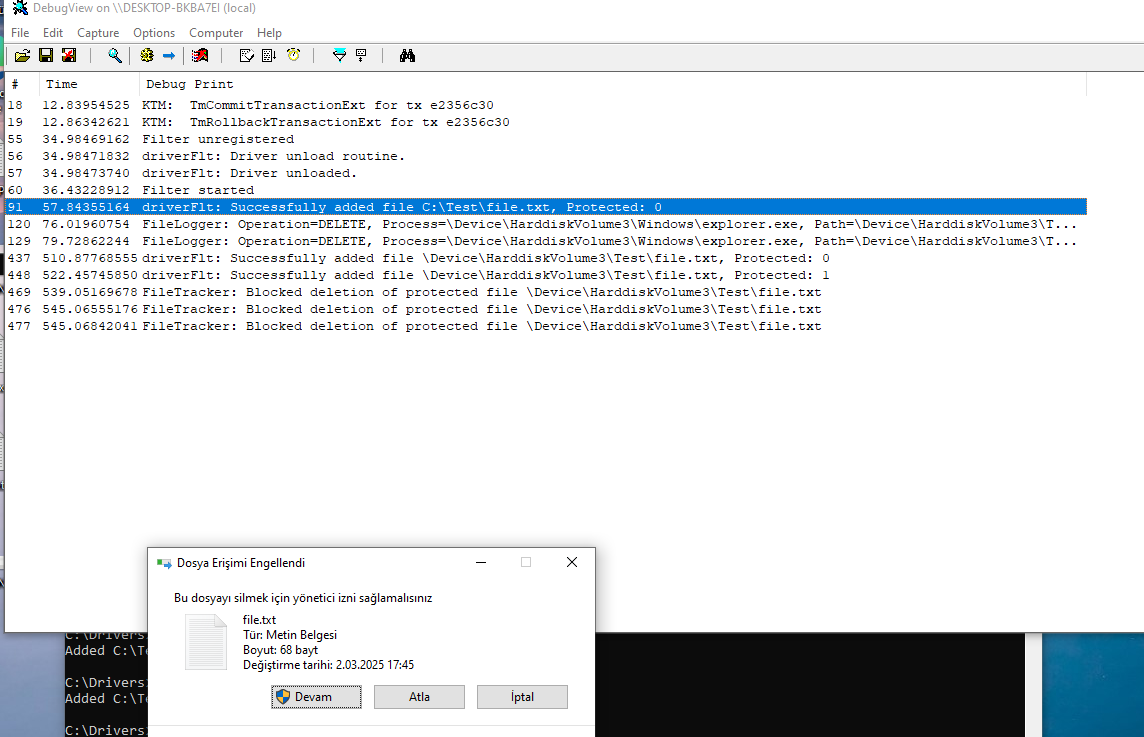 DebugView on \\DESKTOP-BKBA7EI (local)
File Edit Capture Options Computer Help
# Time Debug Print
18 12.83954525 KTM: TmCommitTransactionExt for tx e2356c30
19 12.86342621 KTM: TmRollbackTransactionExt for tx e2356c30
55 34.98469162 Filter unregistered
56 34.98471832 driverFlt: Driver unload routine.
57 34.98473740 driverFlt: Driver unloaded.
60 36.43228912 Filter started
91 57.84355164 driverFlt: Successfully added file C:\Test\file.txt, Protected: 0
120 76.01960754 FileLogger: Operation=DELETE, Process=\Device\HarddiskVolume3\Windows\explorer.exe, Path=\Device\HarddiskVolume3\T...
129 79.72862244 FileLogger: Operation=DELETE, Process=\Device\HarddiskVolume3\Windows\explorer.exe, Path=\Device\HarddiskVolume3\T...
437 510.87768555 driverFlt: Successfully added file \Device\HarddiskVolume3\Test\file.txt, Protected: 0
448 522.45745850 driverFlt: Successfully added file \Device\HarddiskVolume3\Test\file.txt, Protected: 1
469 539.05169678 FileTracker: Blocked deletion of protected file \Device\HarddiskVolume3\Test\file.txt
476 545.06555176 FileTracker: Blocked deletion of protected file \Device\HarddiskVolume3\Test\file.txt
477 545.06842041 FileTracker: Blocked deletion of protected file \Device\HarddiskVolume3\Test\file.txt
Dosya Erişimi Engellendi
Bu dosyayı silmek için yönetici izni sağlamalısınız
file.txt
Tür: Metin Belgesi
Boyut: 68 bayt
Değiştirme tarihi: 2.03.2025 17:45
Devam Atla İptal
C:\Drivers
Added C:\Te
C:\Drivers
Added C:\Te
C:\Drivers